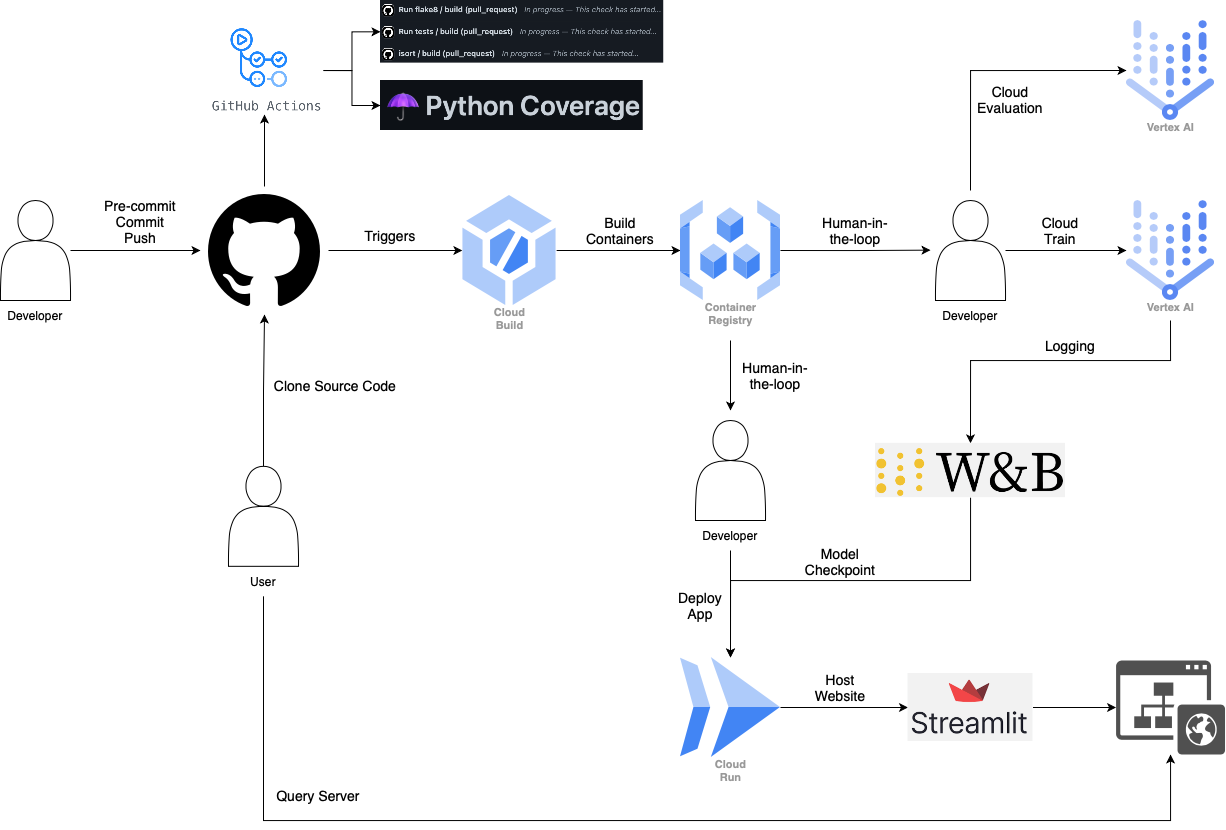 Run flake8 / build (pull_request) In progress — This check has started...
Run tests / build (pull_request) In progress — This check has started...
isort / build (pull_request) In progress — This check has started...
GitHub Actions
Python Coverage
Cloud
Evaluation
Vertex AI
Pre-commit
Commit
Push
Triggers
Build
Containers
Human-in-
the-loop
Cloud
Train
Developer
Cloud
Build
Container
Registry
Developer
Vertex AI
Logging
Human-in-
the-loop
Clone Source Code
W&B
Developer
Model
Checkpoint
User
Deploy
App
Host
Website
Streamlit
Cloud
Run
Query Server